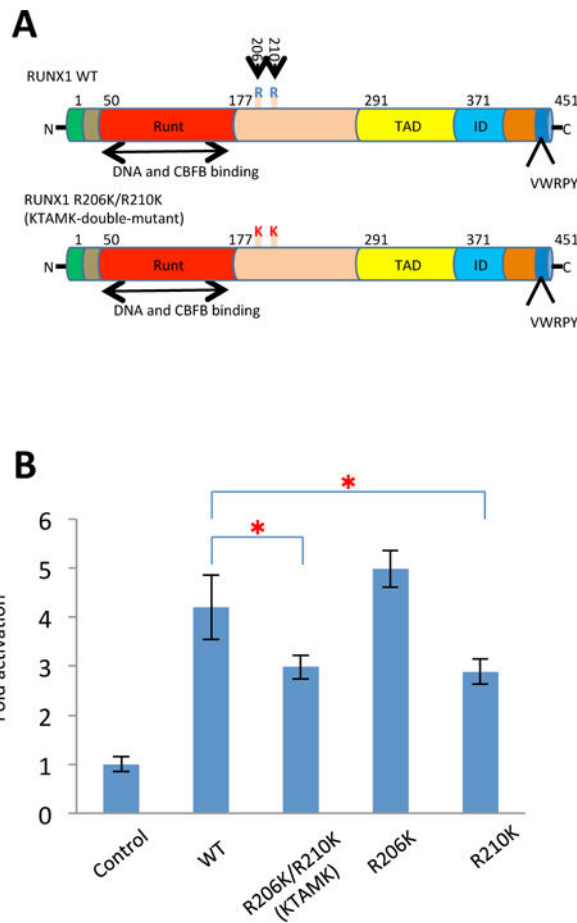 A
206
210
RUNX1 WT
R R
1 50 177 291 371 451
N Runt TAD ID C
DNA and CBFB binding
VWRPY
RUNX1 R206K/R210K
(KTAMK-double-mutant)
K K
1 50 177 291 371 451
N Runt TAD ID C
DNA and CBFB binding
VWRPY
B
*
*
Fold activation
6
5
4
3
2
1
0
Control
WT
R206K/R210K
(KTAMK)
R206K
R210K